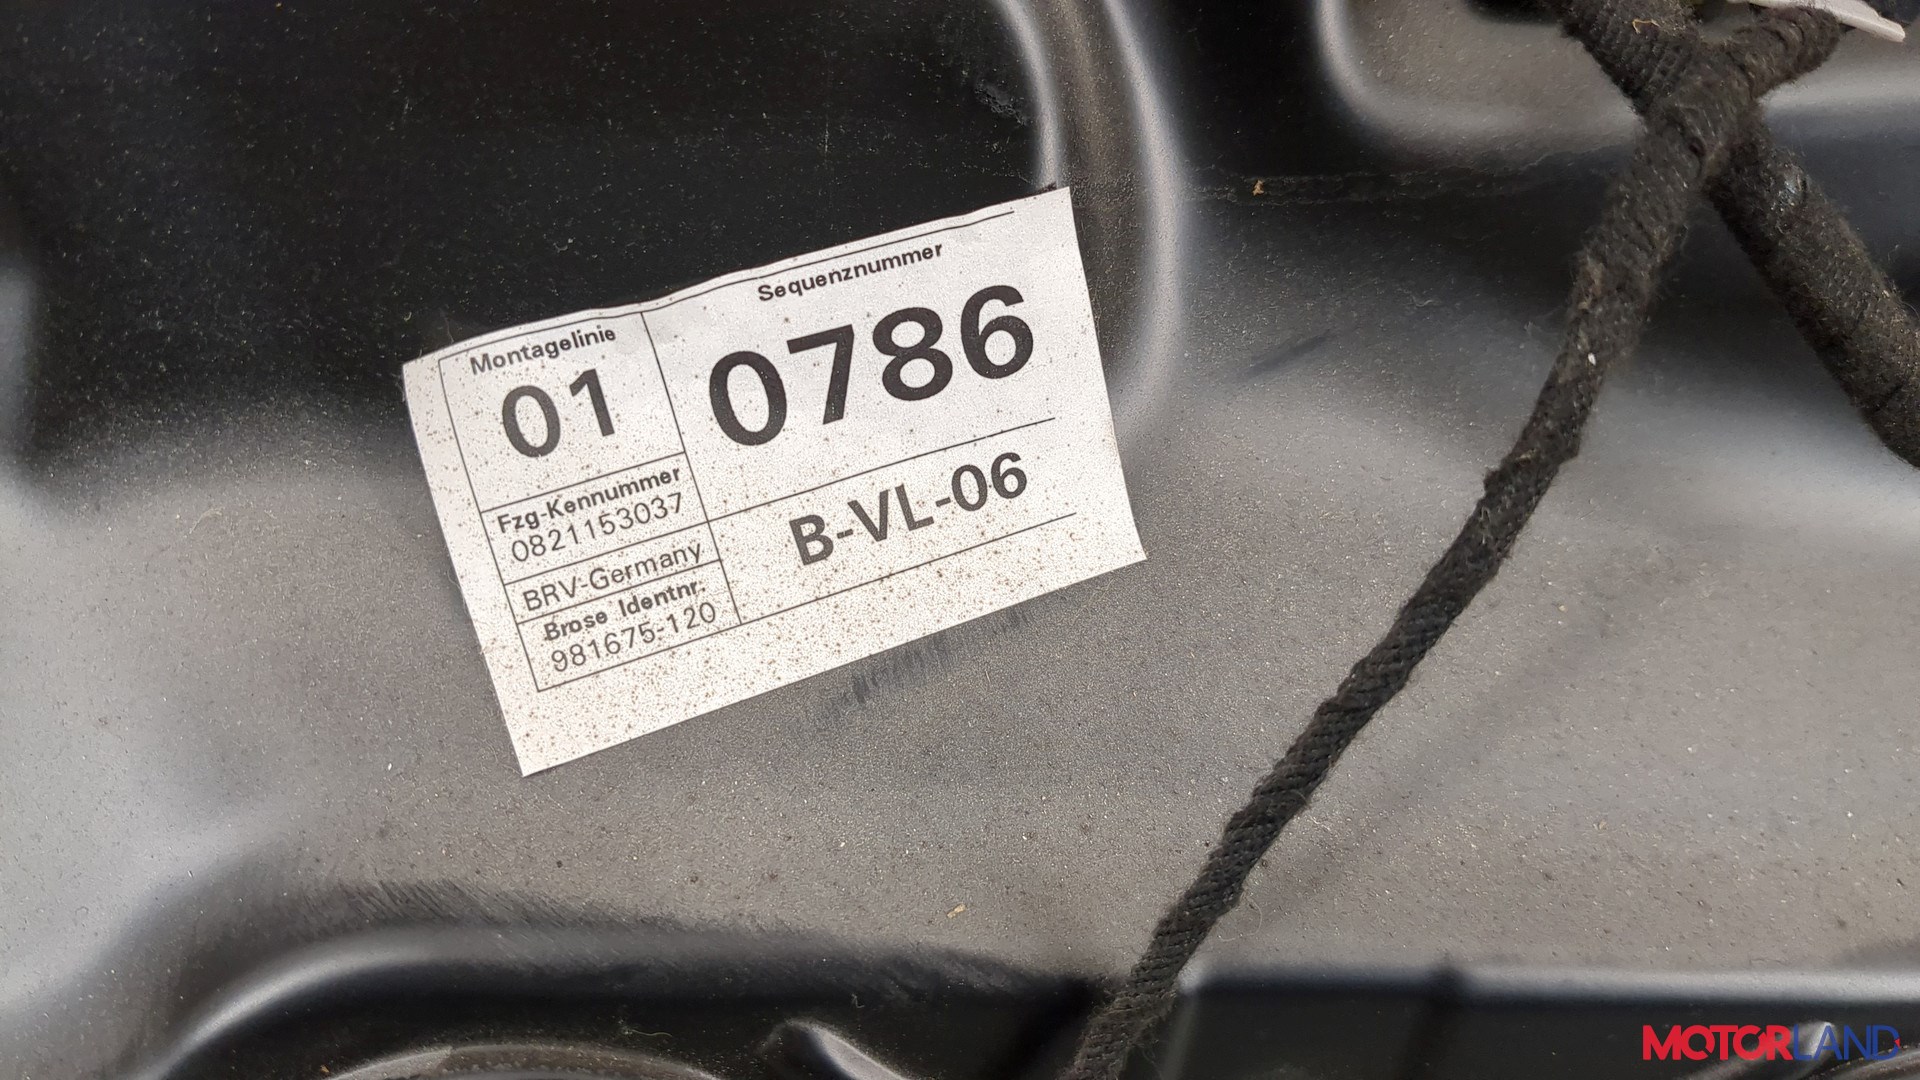 Montagelinie
01
Sequenznummer
0786
Fzg-Kennummer
0821153037
BRV-Germany
Brose Identnr.
981675-120
B-VL-06
MOTORLAND